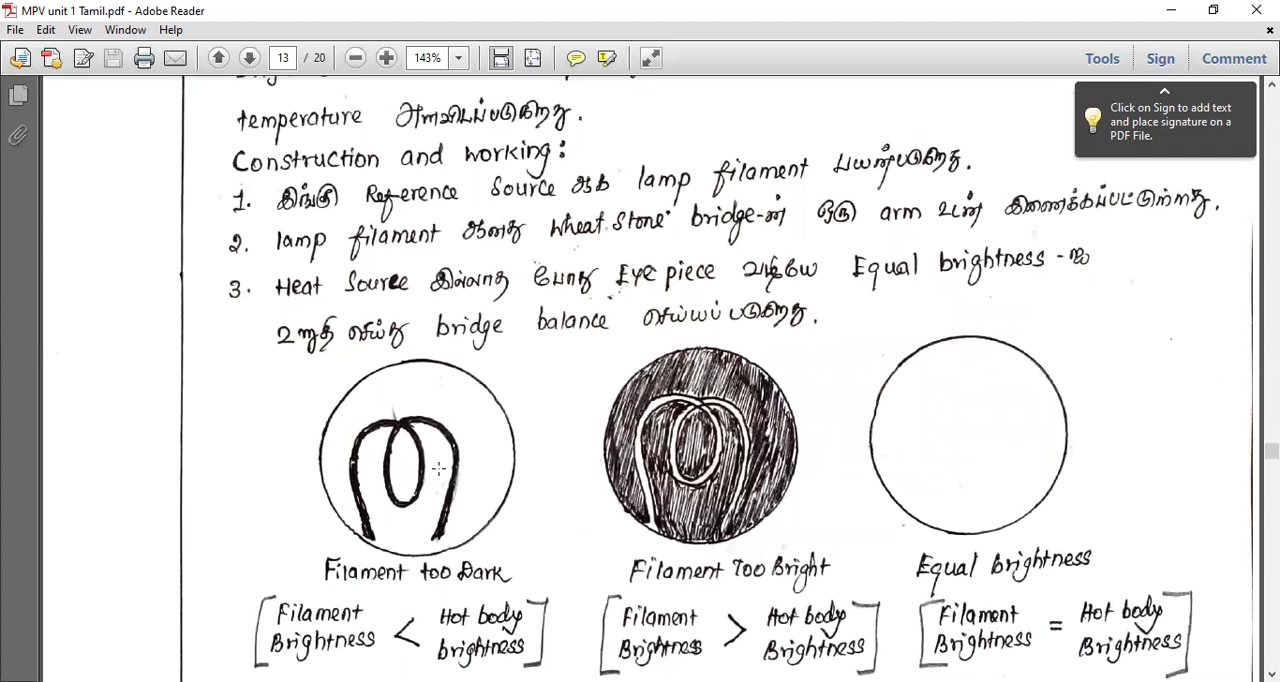 MPV unit 1 Tamil.pdf - Adobe Reader
File Edit View Window Help
13 / 20 143% Tools Sign Comment
Click on Sign to add text
and place signature on a
PDF File.
temperature அளவிடப்படுகிறது.
Construction and working:
1. இங்கு Reference Source ஆக lamp filament பயன்படுகிறது.
2. lamp filament ஆனது Wheat.Stone bridge-ன் ஒரு arm உடன் இணைக்கப்பட்டுள்ளது.
3. Heat Source இல்லாத போது Eye piece வழியே Equal brightness -ஐ
உறுதி செய்து bridge balance செய்யப்படுகிறது.
Filament too Dark Filament Too Bright Equal Brightness
[Filament Brightness < Hot body brightness] [Filament Brightness > Hot body Brightness] [Filament Brightness = Hot body Brightness]